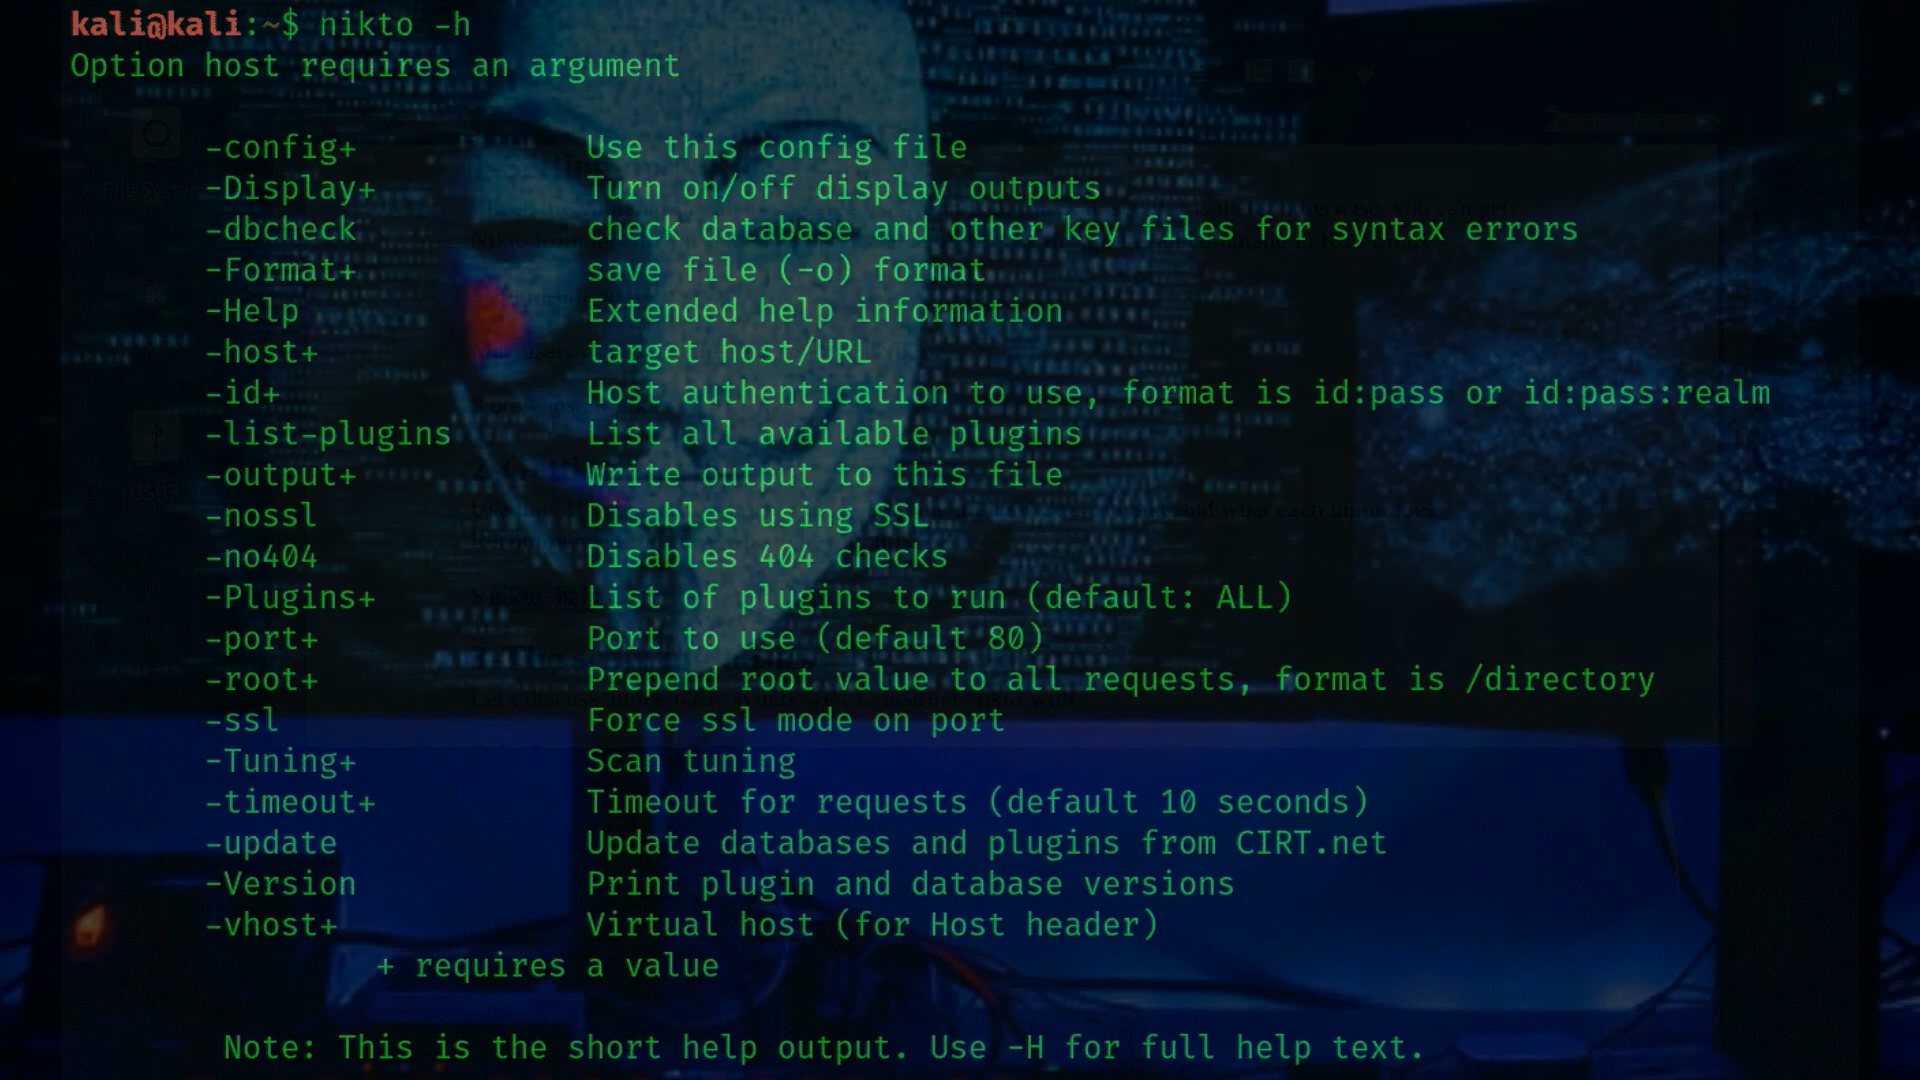 kali@kali:~$ nikto -h
Option host requires an argument
-config+ Use this config file
-Display+ Turn on/off display outputs
-dbcheck check database and other key files for syntax errors
-Format+ save file (-o) format
-Help Extended help information
-host+ target host/URL
-id+ Host authentication to use, format is id:pass or id:pass:realm
-list-plugins List all available plugins
-output+ Write output to this file
-nossl Disables using SSL
-no404 Disables 404 checks
-Plugins+ List of plugins to run (default: ALL)
-port+ Port to use (default 80)
-root+ Prepend root value to all requests, format is /directory
-ssl Force ssl mode on port
-Tuning+ Scan tuning
-timeout+ Timeout for requests (default 10 seconds)
-update Update databases and plugins from CIRT.net
-Version Print plugin and database versions
-vhost+ Virtual host (for Host header)
+ requires a value
Note: This is the short help output. Use -H for full help text.